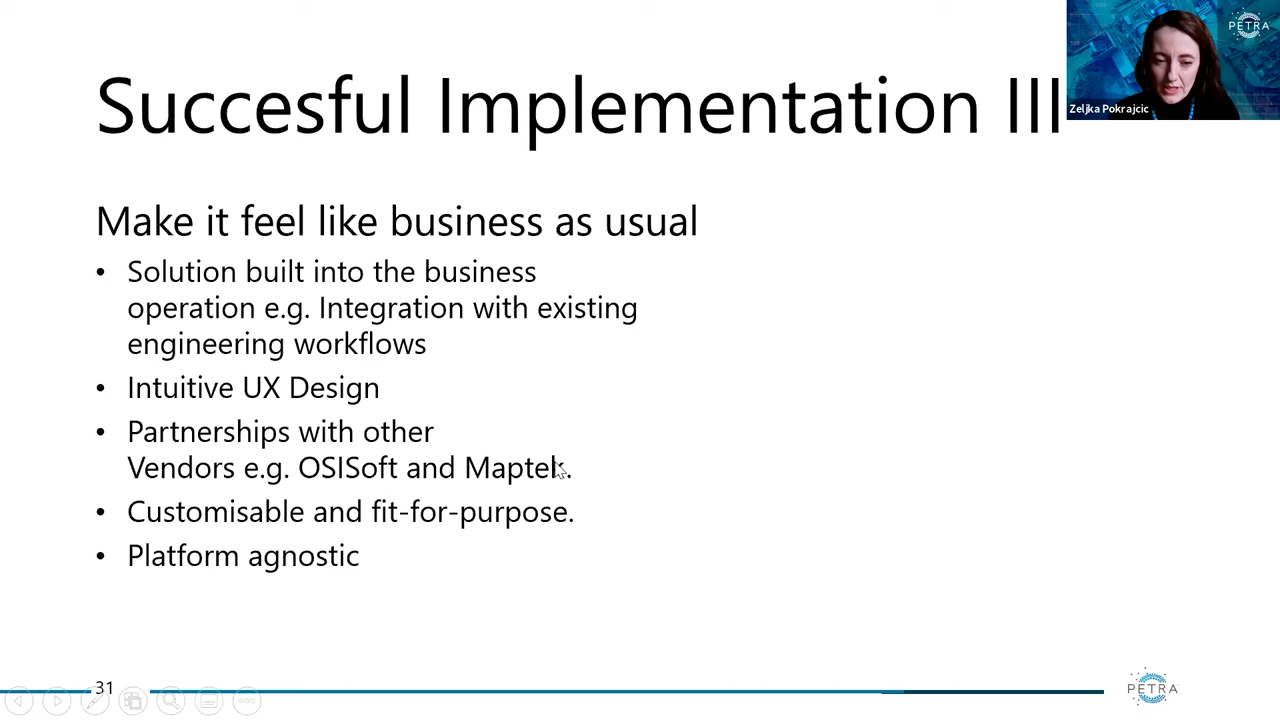 PETRA
Succesful Implementation III
Zeljka Pokrajcic
Make it feel like business as usual
• Solution built into the business
operation e.g. Integration with existing
engineering workflows
• Intuitive UX Design
• Partnerships with other
Vendors e.g. OSISoft and Maptek.
• Customisable and fit-for-purpose.
• Platform agnostic
31
PETRA